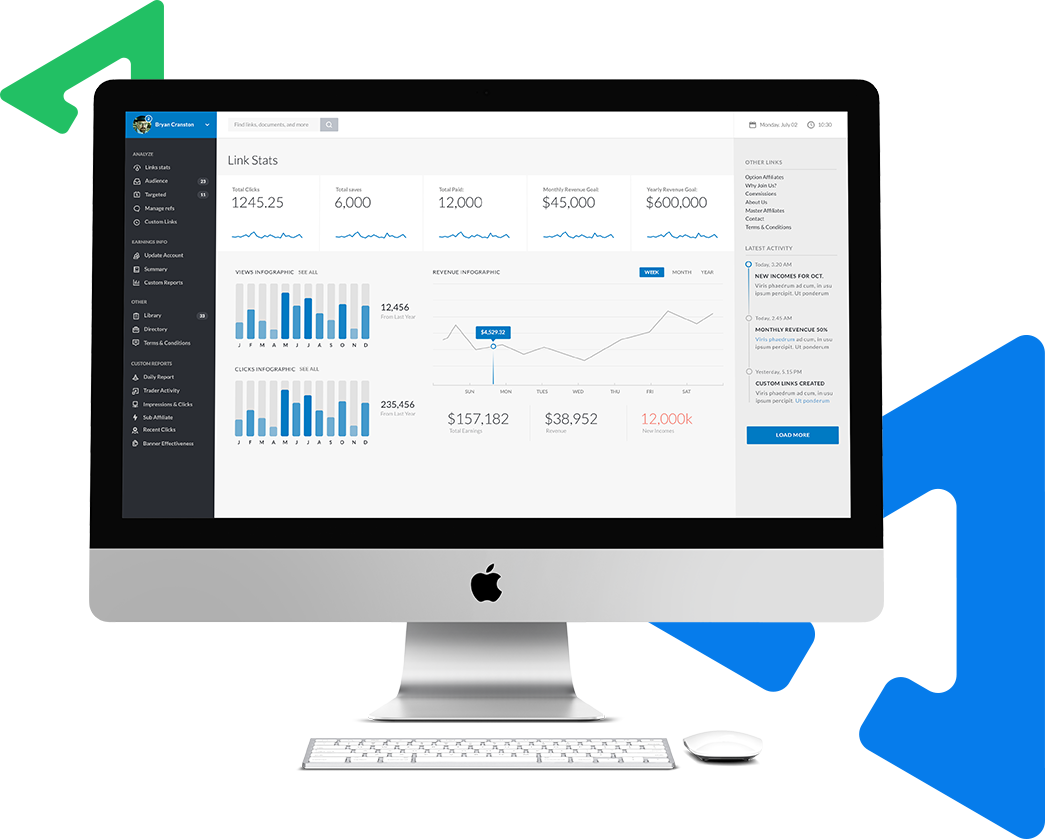 Bryan Cranston
Find links, documents, and more
Monday, July 02
10:30
ANALYZE
Links stats
Audience 23
Targeted 11
Manage refs
Custom Links
EARNINGS INFO
Update Account
Summary
Custom Reports
OTHER
Library 38
Directory
Terms & Conditions
CUSTOM REPORTS
Daily Report
Trader Activity
Impressions & Clicks
Sub Affiliate
Recent Clicks
Banner Effectiveness
Link Stats
Total Clicks
1245.25
Total saves
6,000
Total Paid:
12,000
Monthly Revenue Goal:
$45,000
Yearly Revenue Goal:
$600,000
VIEWS INFOGRAPHIC SEE ALL
J F M A M J J A S O N D
12,456
From Last Year
CLICKS INFOGRAPHIC SEE ALL
J F M A M J J A S O N D
235,456
From Last Year
REVENUE INFOGRAPHIC
WEEK MONTH YEAR
$4,529.32
SUN MON TUES WED THU FRI SAT
$157,182
Total Earnings
$38,952
Revenue
12,000k
New Incomes
OTHER LINKS
Option Affiliates
Why Join Us?
Commissions
About Us
Master Affiliates
Contact
Terms & Conditions
LATEST ACTIVITY
Today, 3.20 AM
NEW INCOMES FOR OCT.
Viris phaedrum ad cum, in usu
ipsum percipit. Ut ponderum
Today, 2.45 AM
MONTHLY REVENCUE 50%
Viris phaedrum ad cum, in usu
ipsum percipit. Ut ponderum
Yesterday, 5.15 PM
CUSTOM LINKS CREATED
Viris phaedrum ad cum, in usu
ipsum percipit. Ut ponderum
LOAD MORE